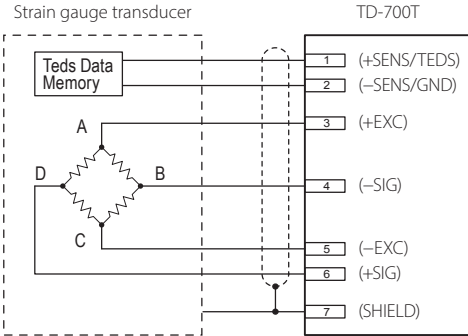 Strain gauge transducer
TD-700T
Teds Data
Memory
1 (+SENS/TEDS)
2 (−SENS/GND)
A
3 (+EXC)
D
B
4 (−SIG)
C
5 (−EXC)
6 (+SIG)
7 (SHIELD)